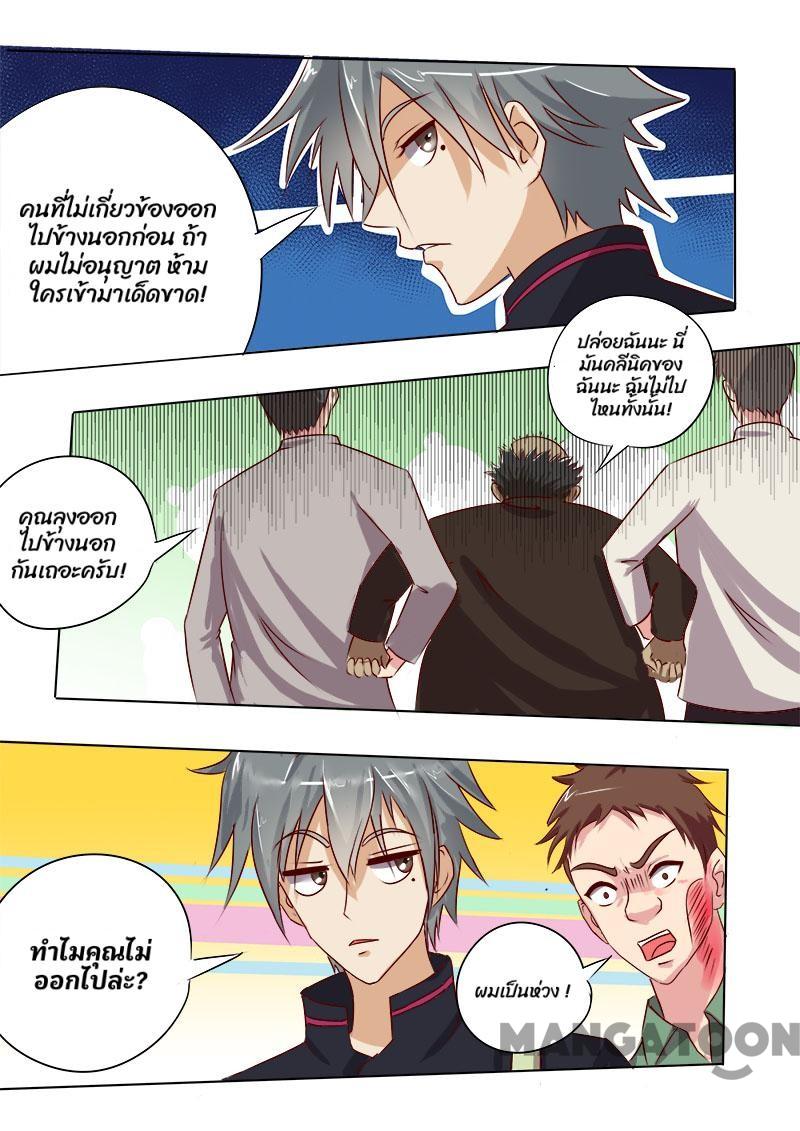 คนที่ไม่เกี่ยวข้องออก
ไปข้างนอกก่อน ถ้า
ผมไม่อนุญาต ห้าม
ใครเข้ามาเด็ดขาด!
ปล่อยฉันนะ นี่
มันคลีนิคของ
ฉันนะ ฉันไม่ไป
ไหนทั้งนั้น!
คุณลุงออก
ไปข้างนอก
กันเถอะครับ!
ทำไมคุณไม่
ออกไปล่ะ?
ผมเป็นห่วง !
MANGATOON